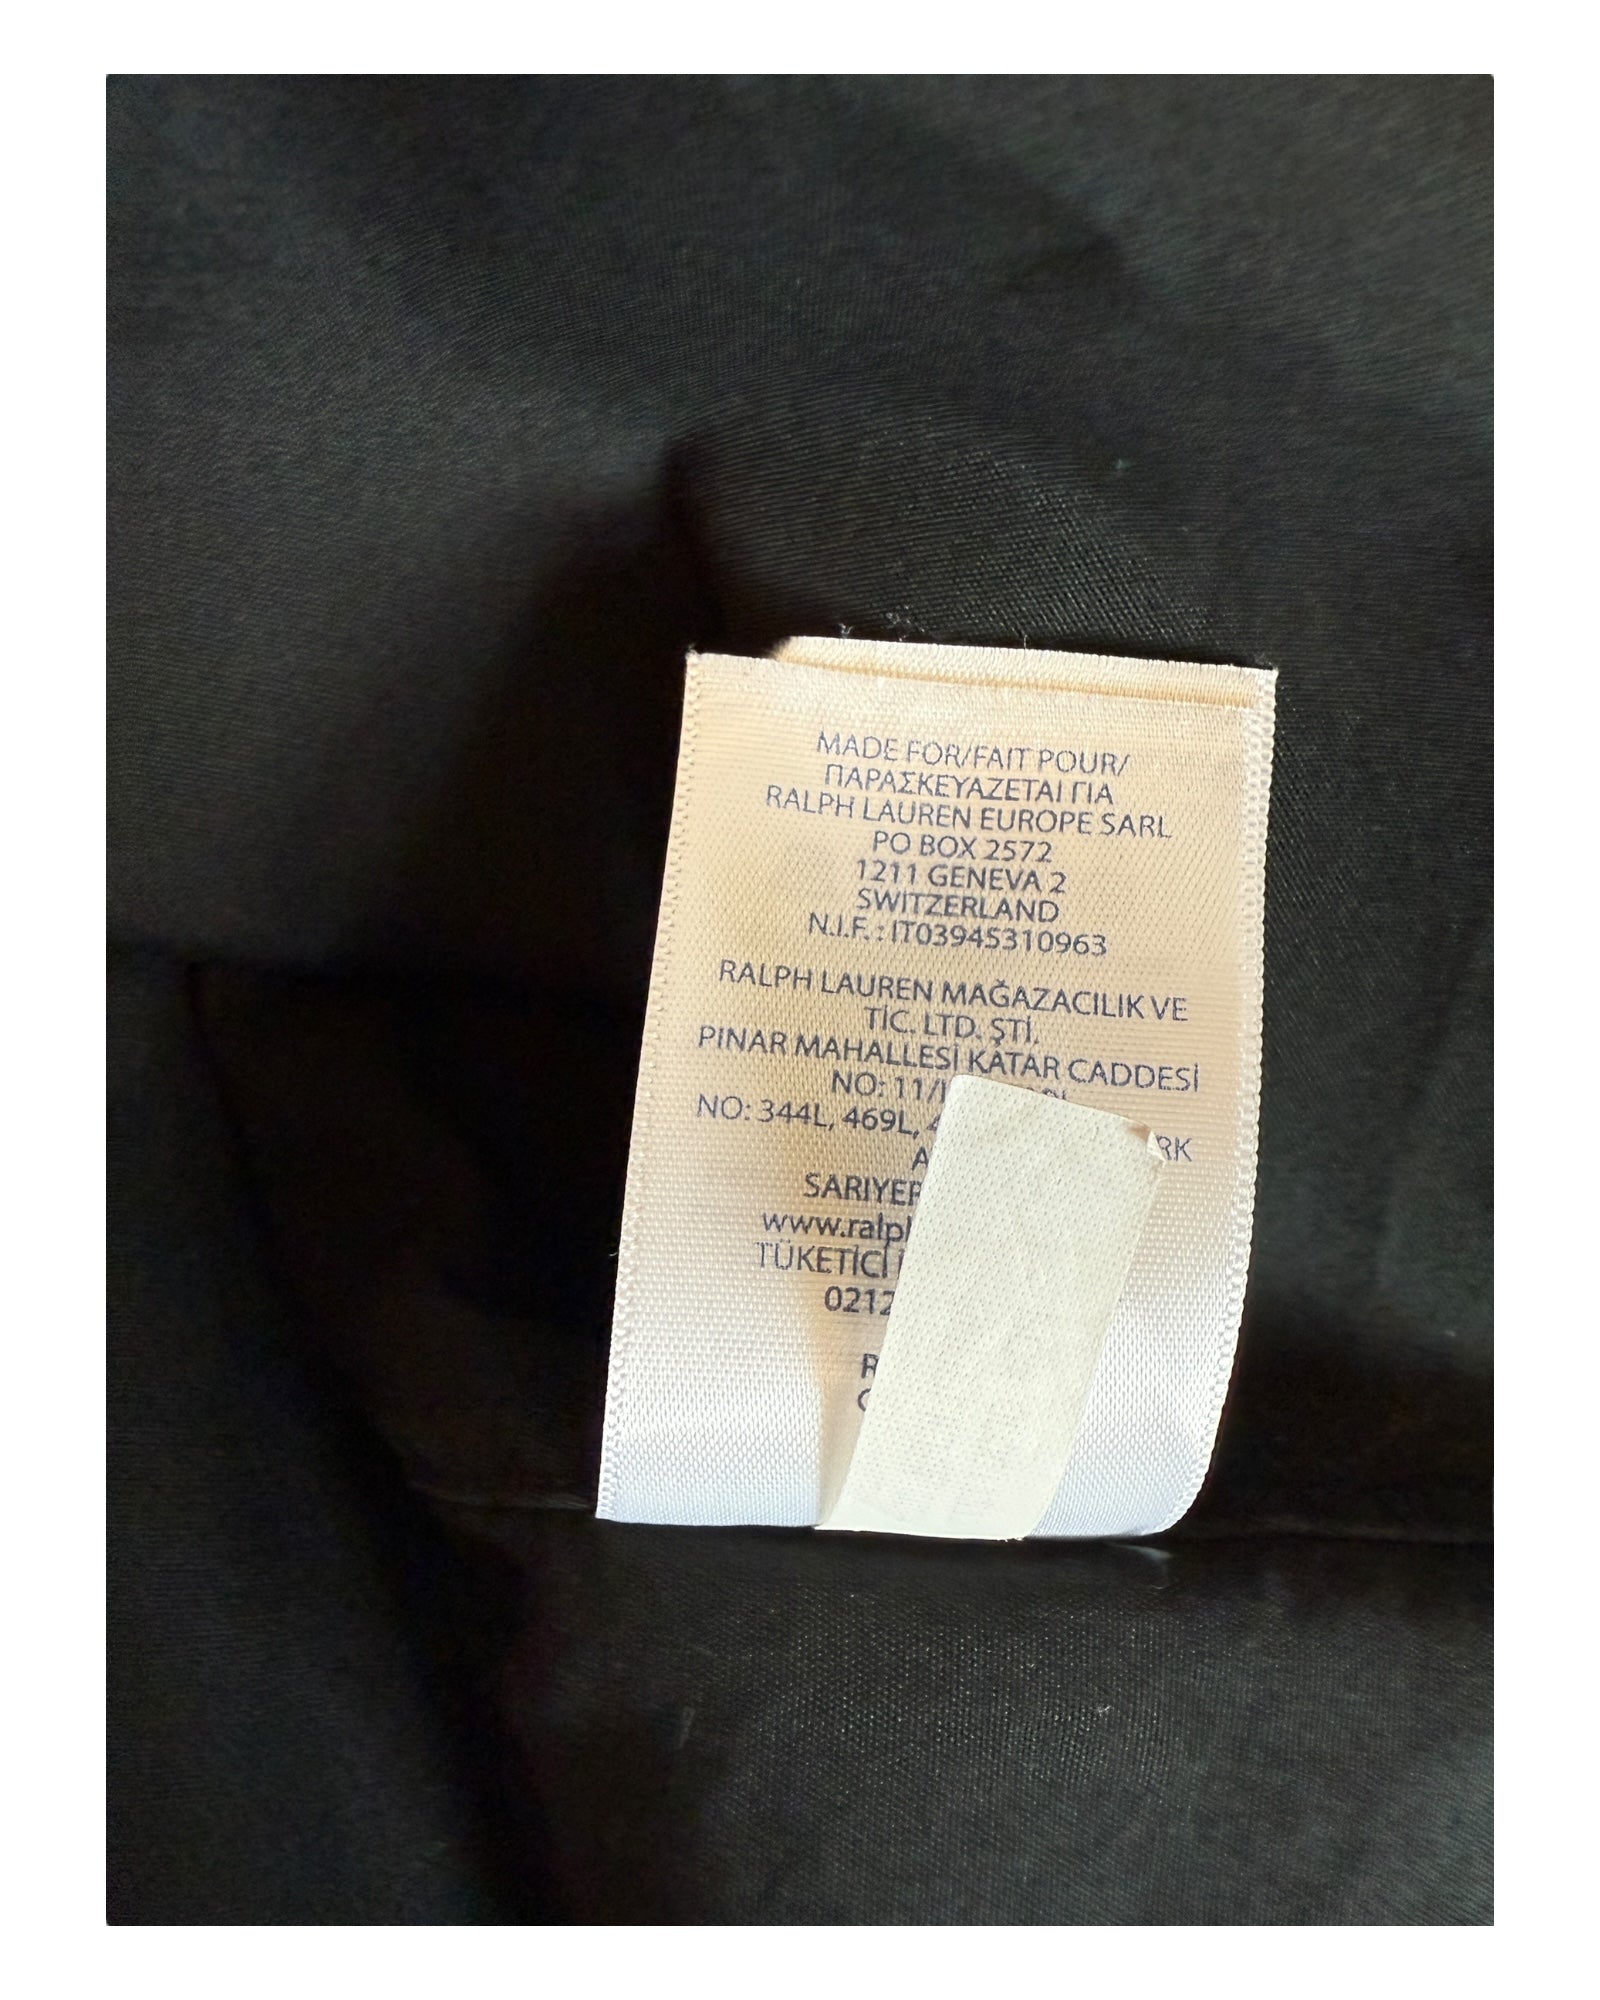 MADE FOR/FAIT POUR/
ΠΑΡΑΣΚΕΥΑΖΕΤΑΙ ΓΙΑ
RALPH LAUREN EUROPE SARL
PO BOX 2572
1211 GENEVA 2
SWITZERLAND
N.I.F. : IT03945310963
RALPH LAUREN MAĞAZACILIK VE
TİC. LTD. ŞTİ.
PINAR MAHALLESİ KATAR CADDESİ
NO: 11/
NO: 344L, 469L,
TÜKETİCİ
0212